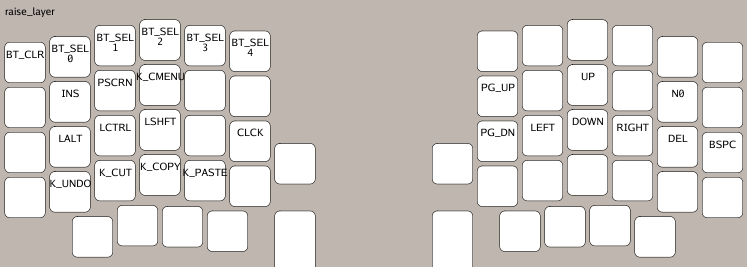 raise_layer
BT_CLR
BT_SEL
0
BT_SEL
1
BT_SEL
2
BT_SEL
3
BT_SEL
4
INS
PSCRN
K_CMENU
PG_UP
UP
N0
LALT
LCTRL
LSHFT
CLCK
PG_DN
LEFT
DOWN
RIGHT
DEL
BSPC
K_UNDO
K_CUT
K_COPY
K_PASTE